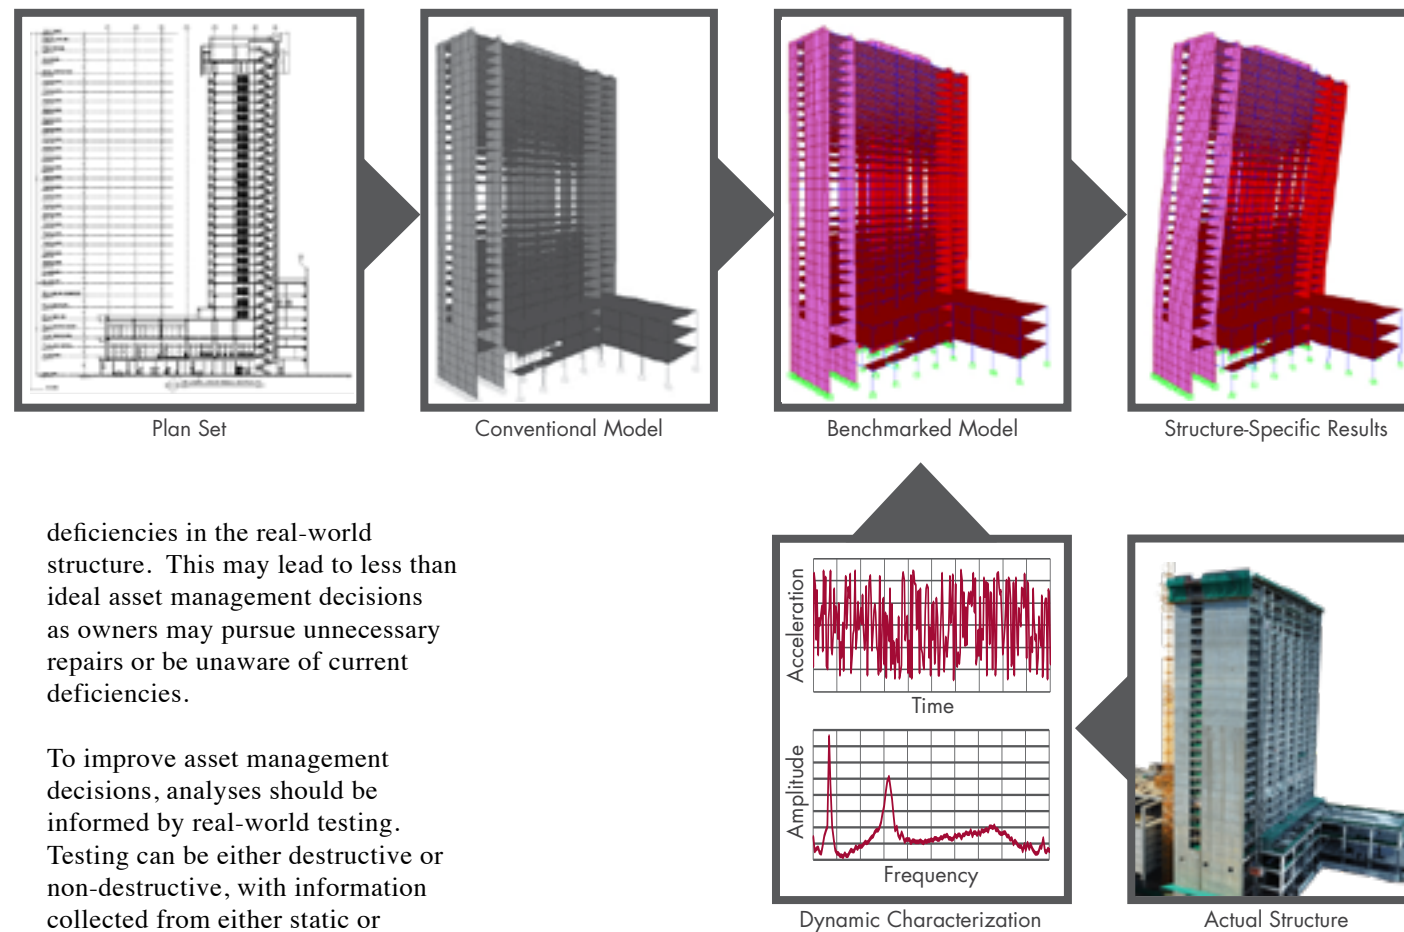 Plan Set
Conventional Model
Benchmarked Model
Structure-Specific Results
deficiencies in the real-world
structure.  This may lead to less than
ideal asset management decisions
as owners may pursue unnecessary
repairs or be unaware of current
deficiencies.
To improve asset management
decisions, analyses should be
informed by real-world testing.
Testing can be either destructive or
non-destructive, with information
collected from either static or
Acceleration
Time
Amplitude
Frequency
Dynamic Characterization
Actual Structure